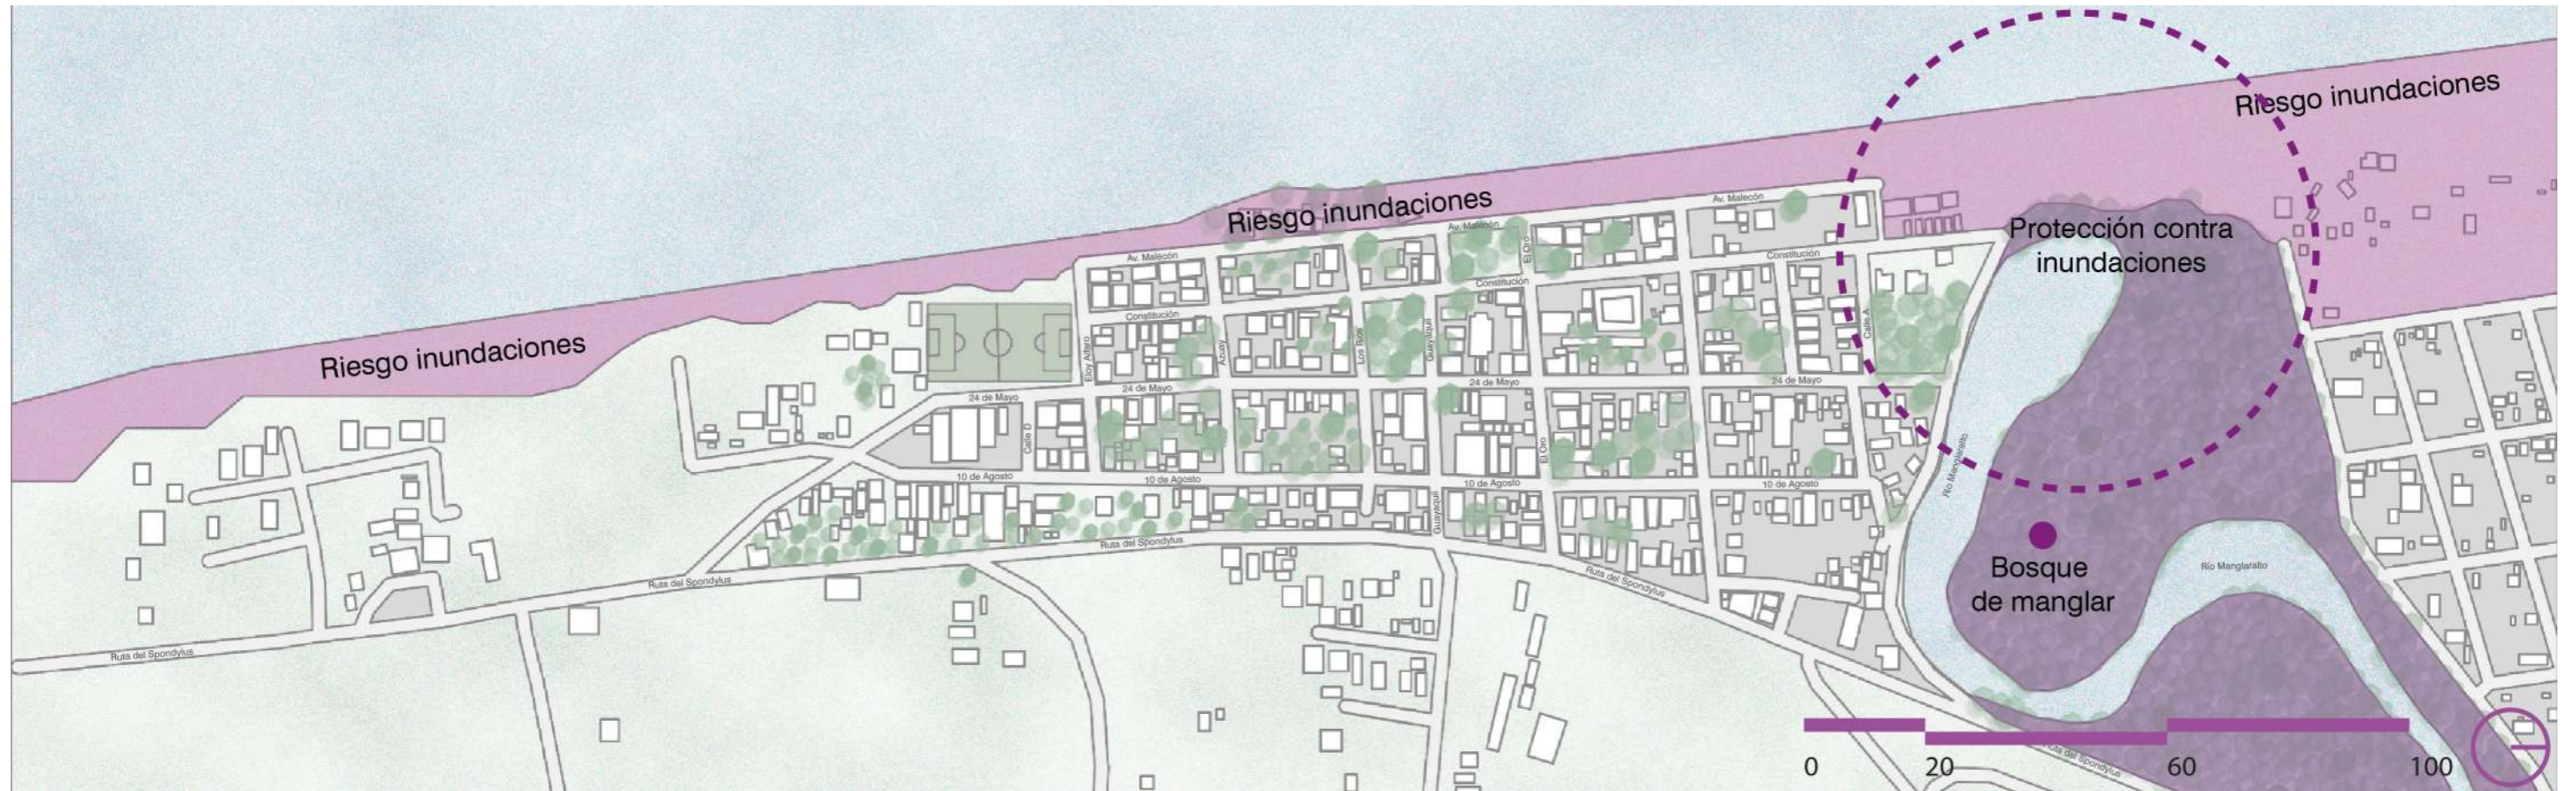 Riesgo inundaciones
Riesgo inundaciones
Riesgo inundaciones
Protección contra
inundaciones
Bosque
de manglar
Av. Malecón
Av. Malecón
Av. Malecón
El Oro
Constitución
Constitución
Constitución
Eloy Alfaro
Azuay
Los Ríos
Guayaquil
Calle A
24 de Mayo
24 de Mayo
24 de Mayo
24 de Mayo
Calle D
El Oro
Río Manglaralto
10 de Agosto
10 de Agosto
10 de Agosto
10 de Agosto
Guayaquil
Ruta del Spondylus
Ruta del Spondylus
Ruta del Spondylus
Ruta del Spondylus
Río Manglaralto
Ruta del Spondylus
0 20 60 100